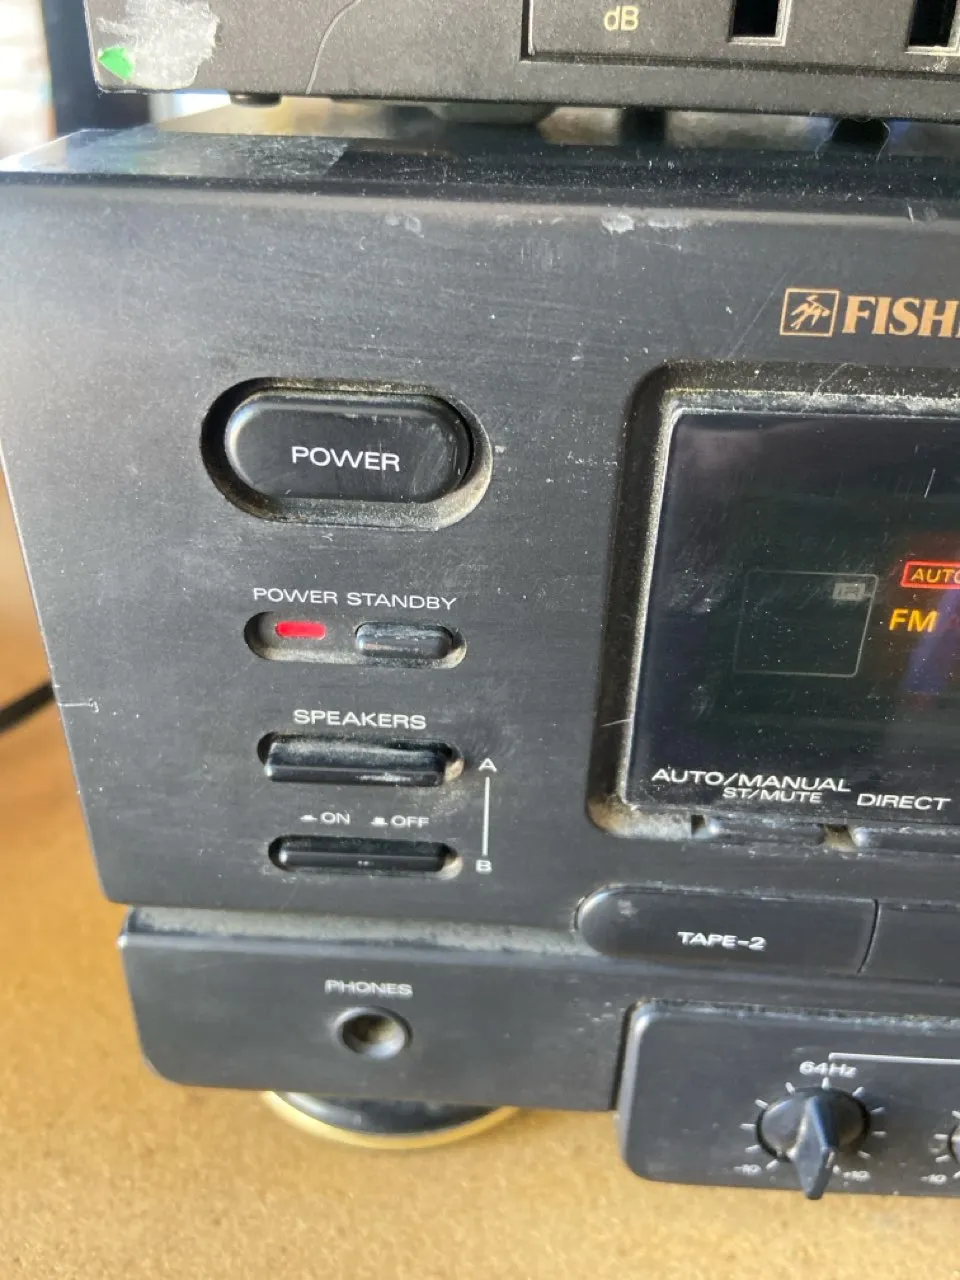 dB
FISH
POWER
POWER STANDBY
AUTO
FM
SPEAKERS
A
AUTO/MANUAL
ST/MUTE
DIRECT
ON
OFF
B
TAPE-2
PHONES
64Hz
-10
+10
-10